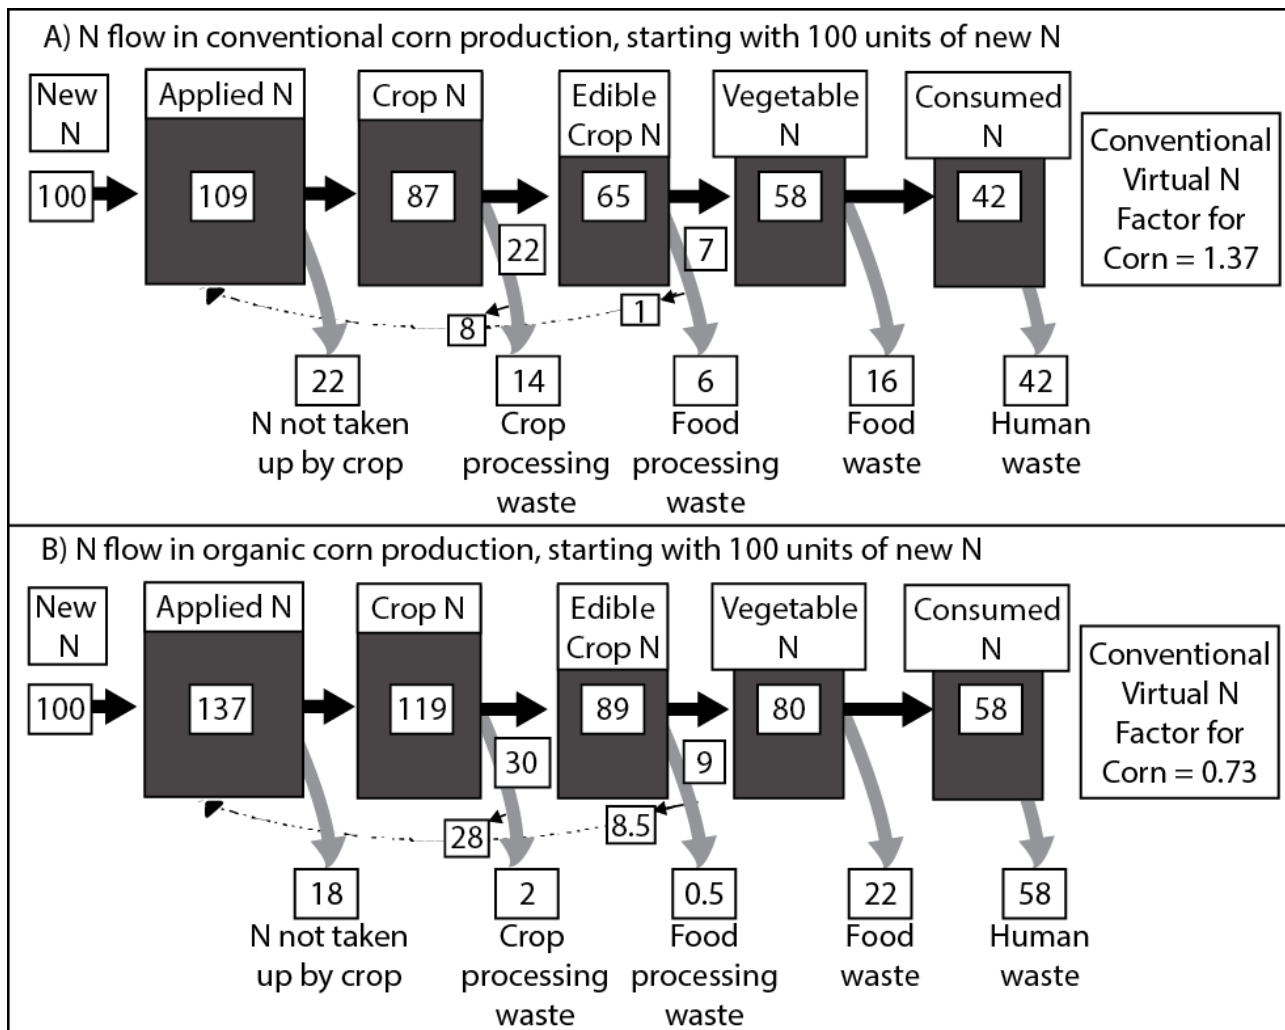 A) N flow in conventional corn production, starting with 100 units of new N
New
N
Applied N
Crop N
Edible
Crop N
Vegetable
N
Consumed
N
100
109
87
65
58
42
Conventional
Virtual N
Factor for
Corn = 1.37
22
7
8
1
22
14
6
16
42
N not taken
up by crop
Crop
processing
waste
Food
processing
waste
Food
waste
Human
waste
B) N flow in organic corn production, starting with 100 units of new N
New
N
Applied N
Crop N
Edible
Crop N
Vegetable
N
Consumed
N
100
137
119
89
80
58
Conventional
Virtual N
Factor for
Corn = 0.73
30
9
28
8.5
18
2
0.5
22
58
N not taken
up by crop
Crop
processing
waste
Food
processing
waste
Food
waste
Human
waste